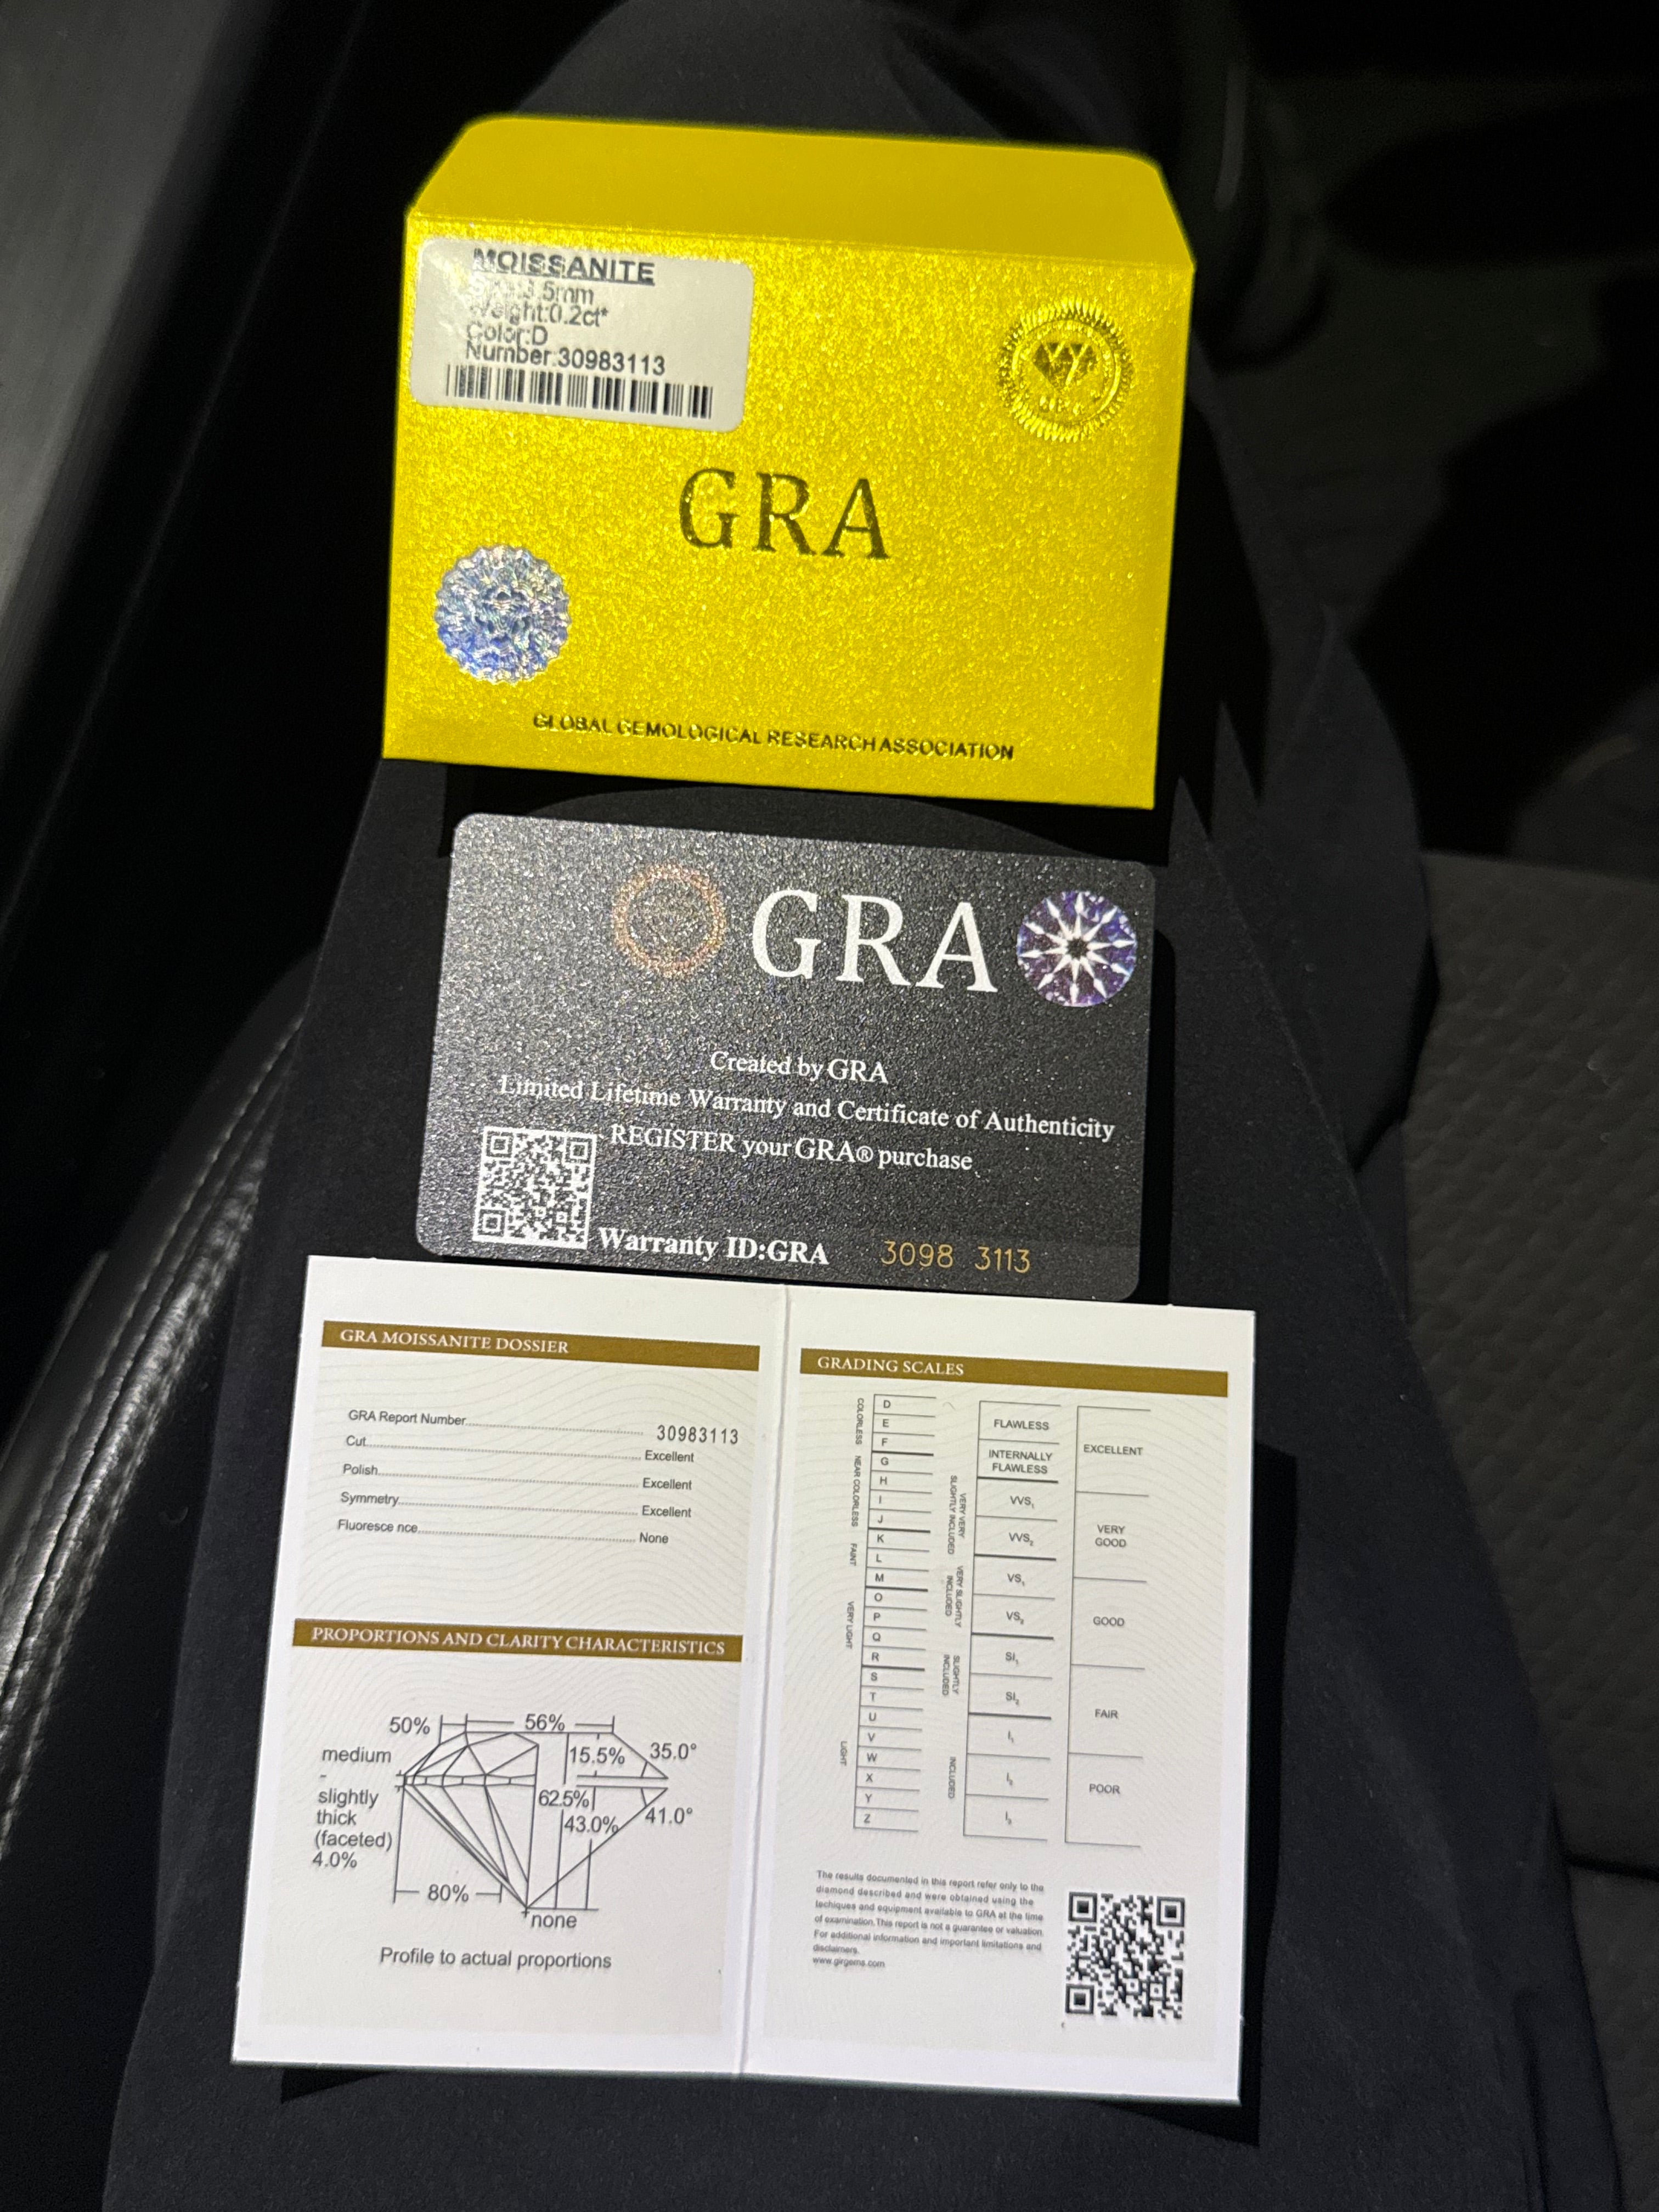 MOISSANITE
.5mm
Weight:0.2ct*
Color:D
Number:30983113
GRA
GLOBAL GEMOLOGICAL RESEARCH ASSOCIATION
GRA
Created by GRA
Limited Lifetime Warranty and Certificate of Authenticity
REGISTER your GRA® purchase
Warranty ID:GRA 3098 3113
GRA MOISSANITE DOSSIER
GRA Report Number 30983113
Cut Excellent
Polish Excellent
Symmetry Excellent
Fluoresce nce None
PROPORTIONS AND CLARITY CHARACTERISTICS
50% 56%
medium 15.5% 35.0°
-
slightly 62.5%
thick 43.0% 41.0°
(faceted)
4.0%
80%
none
Profile to actual proportions
GRADING SCALES
COLORLESS
NEAR COLORLESS
FAINT
VERY LIGHT
LIGHT
D
E
F
G
H
I
J
K
L
M
O
P
Q
R
S
T
U
V
W
X
Y
Z
VERY VERY
SLIGHTLY INCLUDED
VERY SLIGHTLY
INCLUDED
SLIGHTLY
INCLUDED
INCLUDED
FLAWLESS
INTERNALLY
FLAWLESS
VVS1
VVS2
VS1
VS2
SI1
SI2
I1
I2
I3
EXCELLENT
VERY
GOOD
GOOD
FAIR
POOR
The results documented in this report refer only to the
diamond described and were obtained using the
techiques and equipment available to GRA at the time
of examination.This report is not a guarantee or valuation.
For additional information and important limitations and
disclaimers.
www.girgems.com